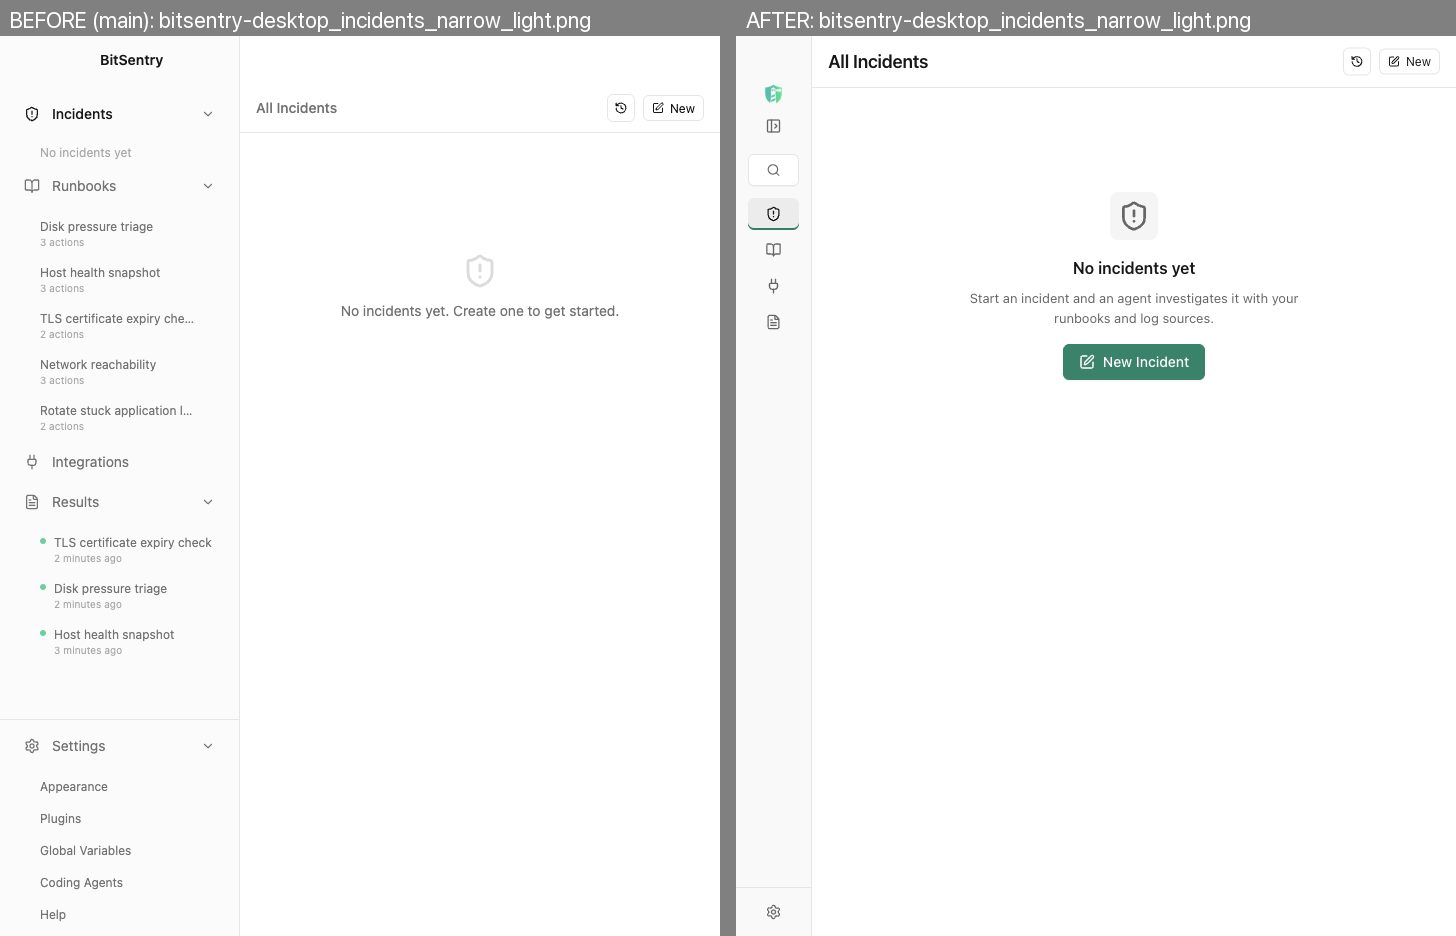 BEFORE (main): bitsentry-desktop_incidents_narrow_light.png
BitSentry
Incidents
No incidents yet
Runbooks
Disk pressure triage
3 actions
Host health snapshot
3 actions
TLS certificate expiry che...
2 actions
Network reachability
3 actions
Rotate stuck application l...
2 actions
Integrations
Results
TLS certificate expiry check
2 minutes ago
Disk pressure triage
2 minutes ago
Host health snapshot
3 minutes ago
Settings
Appearance
Plugins
Global Variables
Coding Agents
Help
All Incidents
New
No incidents yet. Create one to get started.
AFTER: bitsentry-desktop_incidents_narrow_light.png
All Incidents
New
No incidents yet
Start an incident and an agent investigates it with your
runbooks and log sources.
New Incident